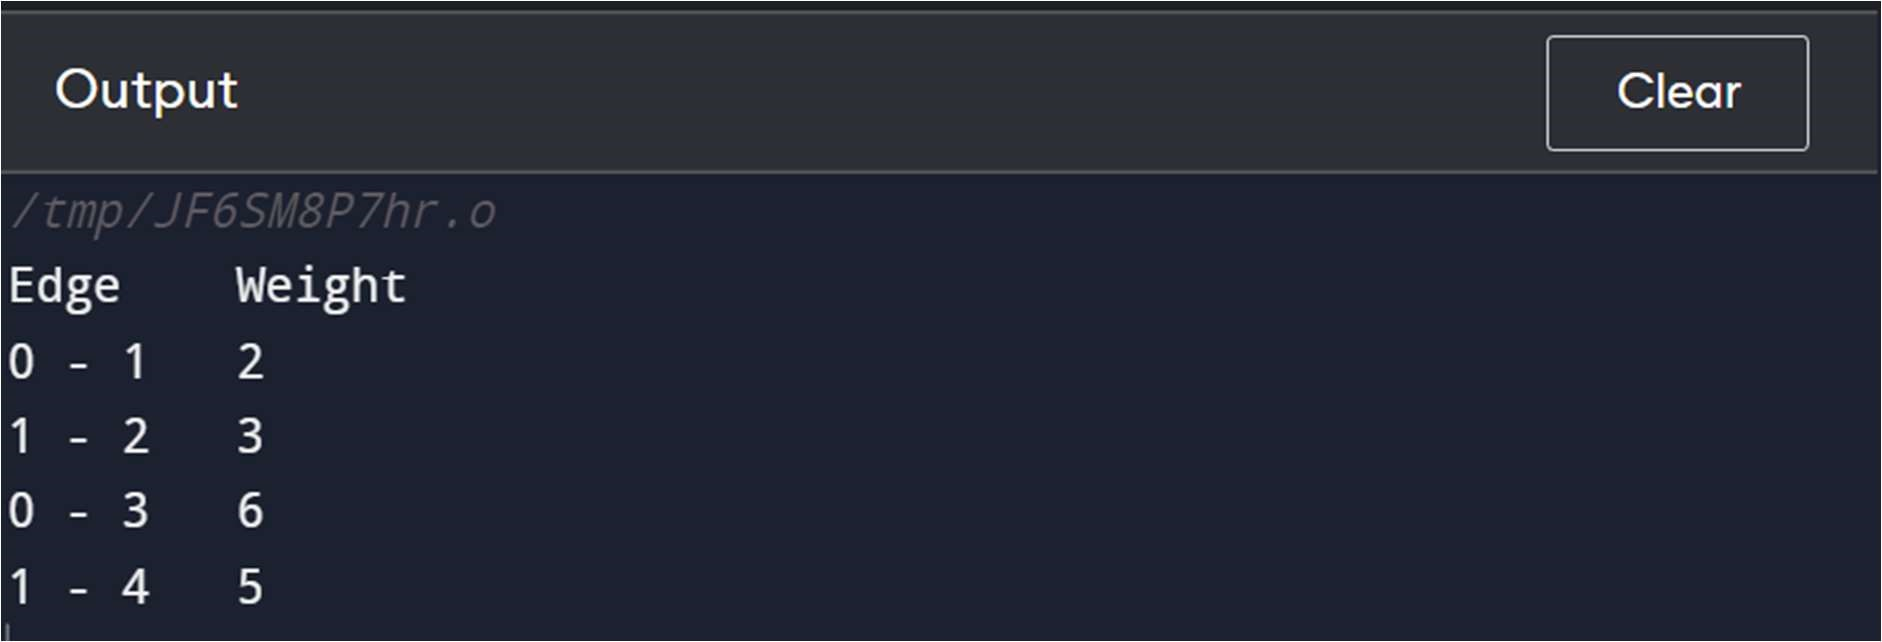 Output
Clear
/tmp/JF6SM8P7hr.o
Edge    Weight
0 - 1   2
1 - 2   3
0 - 3   6
1 - 4   5